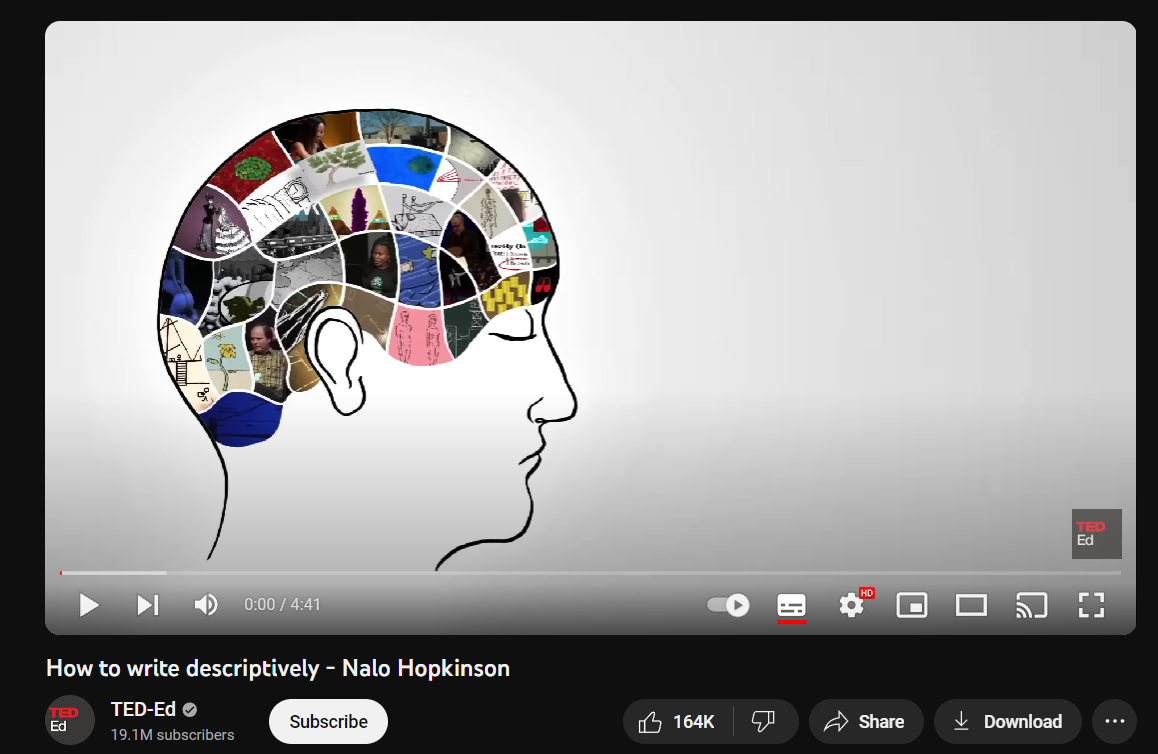 TED
Ed
0:00 / 4:41
HD
How to write descriptively - Nalo Hopkinson
TED
Ed
TED-Ed
19.1M subscribers
Subscribe
164K
Share
Download